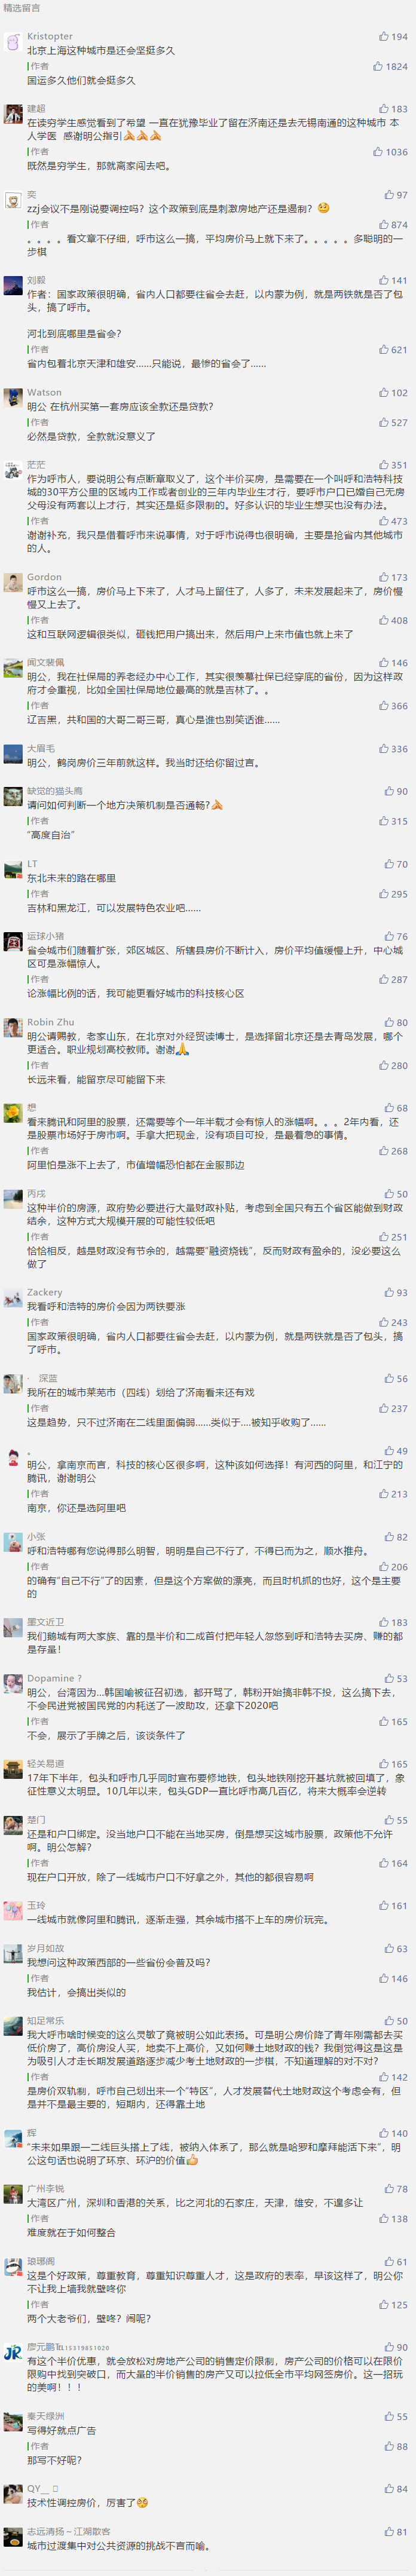 精选留言
Kristopter
194
北京上海这种城市是还会坚挺多久
作者
1824
国运多久他们就会挺多久
建超
183
在读穷学生感觉看到了希望 一直在犹豫毕业了留在济南还是去无锡南通的这种城市 本
人学医 感谢明公指引🙏🙏🙏
作者
1036
既然是穷学生，那就离家闯去吧。
奕
97
zzj会议不是刚说要调控吗？这个政策到底是刺激房地产还是遏制？
作者
874
。。。。看文章不仔细，呼市这么一搞，平均房价马上就下来了。。。。。多聪明的一
步棋
刘毅
141
作者：国家政策很明确，省内人口都要往省会去赶，以内蒙为例，就是两铁就是否了包
头，搞了呼市。
河北到底哪里是省会？
作者
621
省内包着北京天津和雄安……只能说，最惨的省会了……
Watson
102
明公 在杭州买第一套房应该全款还是贷款？
作者
527
必然是贷款，全款就没意义了
茫茫
351
作为呼市人，要说明公有点断章取义了，这个半价买房，是需要在一个叫呼和浩特科技
城的30平方公里的区域内工作或者创业的三年内毕业生才行，要呼市户口已婚自己无房
父母没有两套以上才行，其实还是挺多限制的。好多认识的毕业生想买也没有办法。
作者
473
谢谢补充，我只是借着呼市来说事情，对于呼市说得也很明确，主要是抢省内其他城市
的人。
Gordon
173
呼市这么一搞，房价马上下来了，人才马上留住了，人多了，未来发展起来了，房价慢
慢又上去了。
作者
408
这和互联网逻辑很类似，砸钱把用户搞出来，然后用户上来市值也就上来了
闻文裴佩
146
明公，我在社保局的养老经办中心工作，其实很羡慕社保已经穿底的省份，因为这样政
府才会重视，比如全国社保局地位最高的就是吉林了。。
作者
366
辽吉黑，共和国的大哥二哥三哥，真心是谁也别笑话谁……
大眉毛
336
明公，鹤岗房价三年前就这样。我当时还给你留过言。
缺觉的猫头鹰
90
请问如何判断一个地方决策机制是否通畅?🙏
作者
315
“高度自治”
LT
70
东北未来的路在哪里
作者
295
吉林和黑龙江，可以发展特色农业吧……
运球小猪
76
省会城市们随着扩张，郊区城区、所辖县房价不断计入，房价平均值缓慢上升，中心城
区可是涨幅惊人。
作者
287
论涨幅比例的话，我可能更看好城市的科技核心区
Robin Zhu
80
明公请赐教，老家山东，在北京对外经贸读博士，是选择留北京还是去青岛发展，哪个
更适合。职业规划高校教师。谢谢🙏
作者
280
长远来看，能留京尽可能留下来
想
68
看来腾讯和阿里的股票，还需要等个一年半载才会有惊人的涨幅啊。。。2年内看，还
是股票市场好于房市啊。手拿大把现金，没有项目可投，是最着急的事情。
作者
268
阿里怕是涨不上去了，市值增幅恐怕都在金服那边
丙戌
50
这种半价的房源，政府势必要进行大量财政补贴，考虑到全国只有五个省区能做到财政
结余，这种方式大规模开展的可能性较低吧
作者
251
恰恰相反，越是财政没有节余的，越需要“融资烧钱”，反而财政有盈余的，没必要这么
做了
Zackery
93
我看呼和浩特的房价会因为两铁要涨
作者
243
国家政策很明确，省内人口都要往省会去赶，以内蒙为例，就是两铁就是否了包头，搞
了呼市。
· 深蓝
56
我所在的城市莱芜市（四线）划给了济南看来还有戏
作者
237
这是趋势，只不过济南在二线里面偏弱……类似于....被知乎收购了……
。
49
明公，拿南京而言，科技的核心区很多啊，这种该如何选择！有河西的阿里，和江宁的
腾讯，谢谢明公
作者
213
南京，你还是选阿里吧
小张
82
呼和浩特哪有您说得那么明智，明明是自己不行了，不得已而为之，顺水推舟。
作者
206
的确有“自己不行”了的因素，但是这个方案做的漂亮，而且时机抓的也好，这个是主要
的
墨文近卫
183
我们鹅城有两大家族、靠的是半价和二成首付把年轻人忽悠到呼和浩特去买房、赚的都
是存量！
Dopamine ?
53
明公，台湾因为…韩国喻被征召初选，都开骂了，韩粉开始搞非韩不投，这么搞下去，
不会民进党被国民党的内耗送了一波助攻，还拿下2020吧
作者
165
不会，展示了手牌之后，该谈条件了
轻关易道
165
17年下半年，包头和呼市几乎同时宣布要修地铁，包头地铁刚挖开基坑就被回填了，象
征性意义太明显。10几年以来，包头GDP一直比呼市高几百亿，将来大概率会逆转
楚门
55
还是和户口绑定。没当地户口不能在当地买房，倒是想买这城市股票，政策他不允许
啊。明公怎解？
作者
164
现在户口开放，除了一线城市户口不好拿之外，其他的都很容易啊
玉玲
161
一线城市就像阿里和腾讯，逐渐走强，其余城市搭不上车的房价玩完。
岁月如故
63
我想问这种政策西部的一些省份会普及吗？
作者
146
我估计，会搞出类似的
知足常乐
50
我大呼市啥时候变的这么灵敏了竟被明公如此表扬。可是明公房价降了青年刚需都去买
低价房了，高价房没人买，地卖不上高价，又如何赚土地财政的钱？我倒觉得这是这是
为吸引人才走长期发展道路逐步减少考土地财政的一步棋，不知道理解的对不对?
作者
142
是房价双轨制，呼市自己划出来一个“特区”，人才发展替代土地财政这个考虑会有，但
是并不是最主要的，短期内，还得靠土地
辉
140
“未来如果跟一二线巨头搭上了线，被纳入体系了，那么就是哈罗和摩拜能活下来”，明
公这句话也说明了环京、环沪的价值👍
广州李锐
78
大湾区广州，深圳和香港的关系，比之河北的石家庄，天津，雄安，不遑多让
作者
138
难度就在于如何整合
琅琊阁
61
这是个好政策，尊重教育，尊重知识尊重人才，这是政府的表率，早该这样了，明公你
不让我上墙我就壁咚你
作者
125
两个大老爷们，壁咚？闹呢？
廖元鹏℡15319851020
90
有这个半价优惠，就会放松对房地产公司的销售定价限制，房产公司的价格可以在限价
限购中找到突破口，而大量的半价销售的房产又可以拉低全市平均网签房价。这一招玩
的美啊！！！
秦天绿洲
55
写得好就点广告
作者
88
那写不好呢？
QY__
84
技术性调控房价，厉害了
志远清扬－江湖散客
81
城市过渡集中对公共资源的挑战不言而喻。